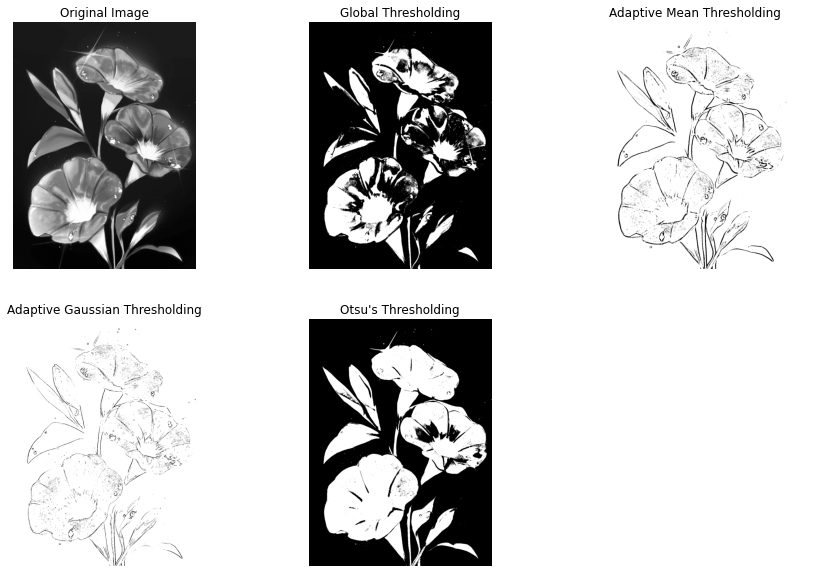 Original Image
Global Thresholding
Adaptive Mean Thresholding
Adaptive Gaussian Thresholding
Otsu's Thresholding